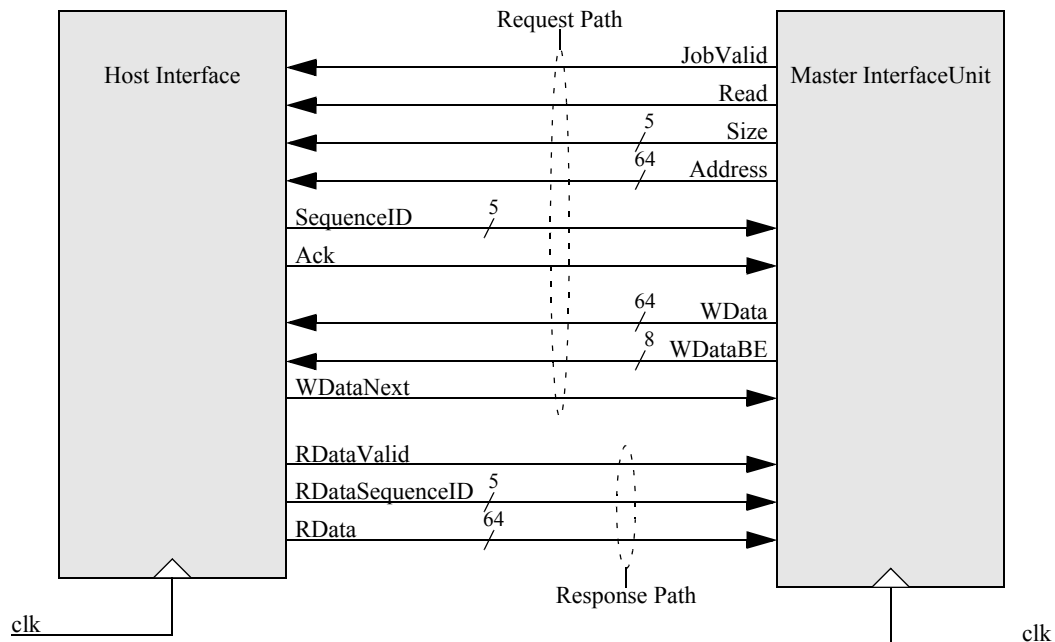 Request Path
Host Interface
Master InterfaceUnit
JobValid
Read
5
Size
64
Address
SequenceID
5
Ack
64
WData
8
WDataBE
WDataNext
RDataValid
RDataSequenceID
5
RData
64
Response Path
clk
clk